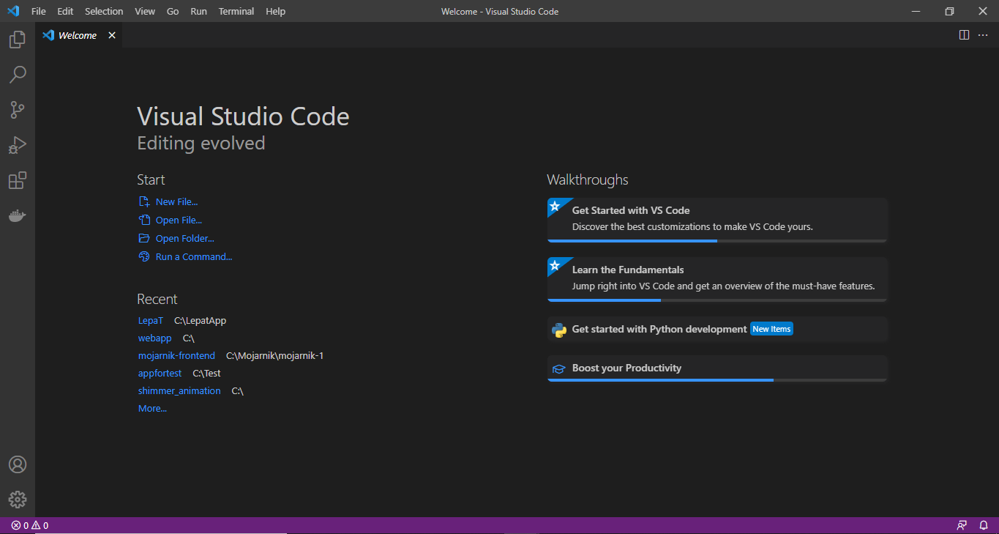 File Edit Selection View Go Run Terminal Help Welcome - Visual Studio Code
Welcome
Visual Studio Code
Editing evolved
Start
New File...
Open File...
Open Folder...
Run a Command...
Recent
LepaT C:\LepatApp
webapp C:\
mojarnik-frontend C:\Mojarnik\mojarnik-1
appfortest C:\Test
shimmer_animation C:\
More...
Walkthroughs
Get Started with VS Code
Discover the best customizations to make VS Code yours.
Learn the Fundamentals
Jump right into VS Code and get an overview of the must-have features.
Get started with Python development New Items
Boost your Productivity
0 0